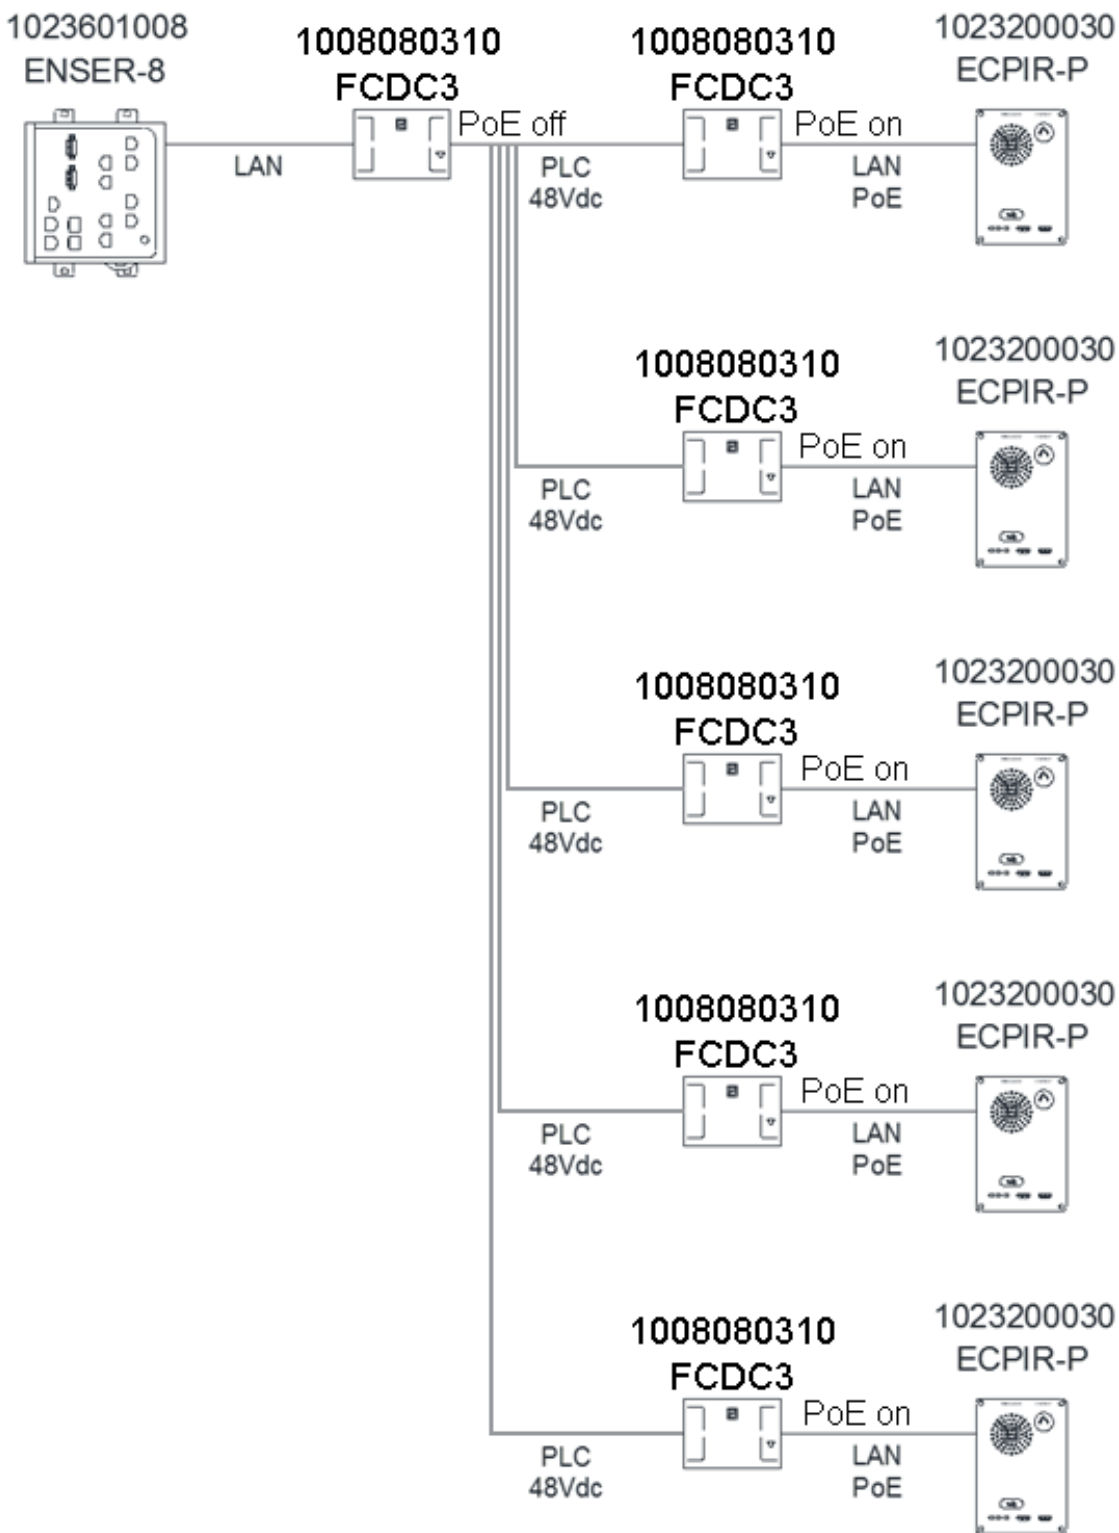 1023601008
ENSER-8
1008080310
FCDC3
1008080310
FCDC3
1023200030
ECPIR-P
LAN
PoE off
PLC
48Vdc
PoE on
LAN
PoE
1008080310
FCDC3
1023200030
ECPIR-P
PLC
48Vdc
PoE on
LAN
PoE
1008080310
FCDC3
1023200030
ECPIR-P
PLC
48Vdc
PoE on
LAN
PoE
1008080310
FCDC3
1023200030
ECPIR-P
PLC
48Vdc
PoE on
LAN
PoE
1008080310
FCDC3
1023200030
ECPIR-P
PLC
48Vdc
PoE on
LAN
PoE